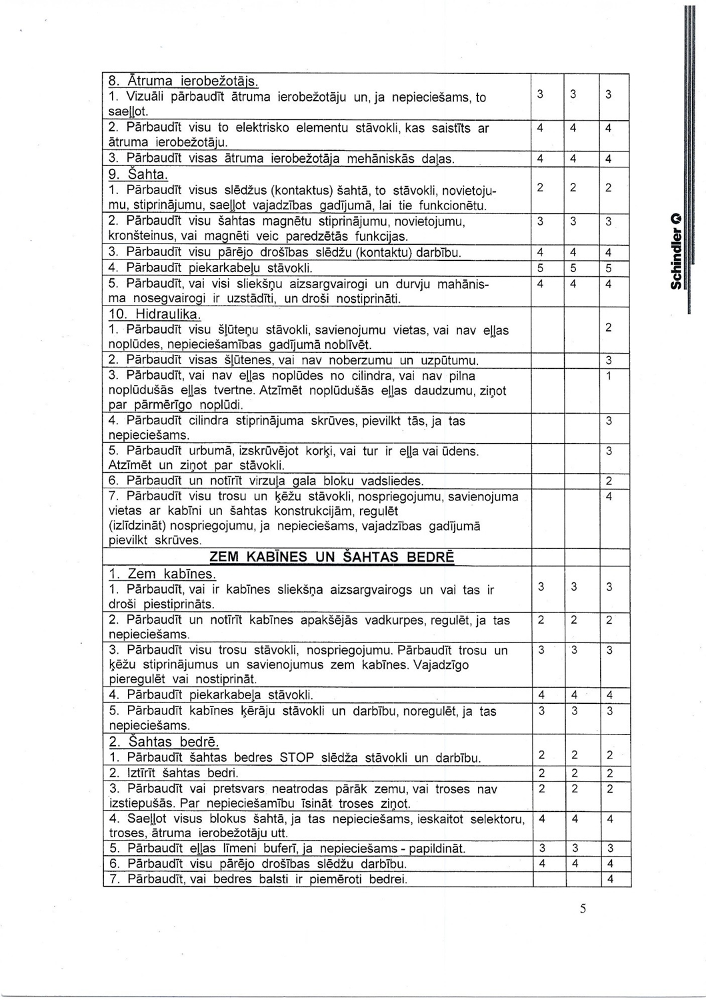 8. Ātruma ierobežotājs.
1. Vizuāli pārbaudīt ātruma ierobežotāju un, ja nepieciešams, to 3 3 3
saeļļot.
2. Pārbaudīt visu to elektrisko elementu stāvokli, kas saistīts ar 4 4 4
ātruma ierobežotāju.
3. Pārbaudīt visas ātruma ierobežotāja mehāniskās daļas. 4 4 4
9. Šahta.
1. Pārbaudīt visus slēdžus (kontaktus) šahtā, to stāvokli, novietoju- 2 2 2
mu, stiprinājumu, saeļļot vajadzības gadījumā, lai tie funkcionētu.
2. Pārbaudīt visu šahtas magnētu stiprinājumu, novietojumu, 3 3 3
kronšteinus, vai magnēti veic paredzētās funkcijas.
3. Pārbaudīt visu pārējo drošības slēdžu (kontaktu) darbību. 4 4 4
4. Pārbaudīt piekarkabeļu stāvokli. 5 5 5
5. Pārbaudīt, vai visi sliekšņu aizsargvairogi un durvju mahānis- 4 4 4
ma nosegvairogi ir uzstādīti, un droši nostiprināti.
10. Hidraulika.
1. Pārbaudīt visu šļūteņu stāvokli, savienojumu vietas, vai nav eļļas 2
noplūdes, nepieciešamības gadījumā noblīvēt.
2. Pārbaudīt visas šļūtenes, vai nav noberzumu un uzpūtumu. 3
3. Pārbaudīt, vai nav eļļas noplūdes no cilindra, vai nav pilna 1
noplūdušās eļļas tvertne. Atzīmēt noplūdušās eļļas daudzumu, ziņot
par pārmērīgo noplūdi.
4. Pārbaudīt cilindra stiprinājuma skrūves, pievilkt tās, ja tas 3
nepieciešams.
5. Pārbaudīt urbumā, izskrūvējot korķi, vai tur ir eļļa vai ūdens. 3
Atzīmēt un ziņot par stāvokli.
6. Pārbaudīt un notīrīt virzuļa gala bloku vadsliedes. 2
7. Pārbaudīt visu trosu un ķēžu stāvokli, nospriegojumu, savienojuma 4
vietas ar kabīni un šahtas konstrukcijām, regulēt
(izlīdzināt) nospriegojumu, ja nepieciešams, vajadzības gadījumā
pievilkt skrūves.
ZEM KABĪNES UN ŠAHTAS BEDRĒ
1. Zem kabīnes.
1. Pārbaudīt, vai ir kabīnes sliekšņa aizsargvairogs un vai tas ir 3 3 3
droši piestiprināts.
2. Pārbaudīt un notīrīt kabīnes apakšējās vadkurpes, regulēt, ja tas 2 2 2
nepieciešams.
3. Pārbaudīt visu trosu stāvokli, nospriegojumu. Pārbaudīt trosu un 3 3 3
ķēžu stiprinājumus un savienojumus zem kabīnes. Vajadzīgo
pieregulēt vai nostiprināt.
4. Pārbaudīt piekarkabeļa stāvokli. 4 4 4
5. Pārbaudīt kabīnes ķērāju stāvokli un darbību, noregulēt, ja tas 3 3 3
nepieciešams.
2. Šahtas bedrē.
1. Pārbaudīt šahtas bedres STOP slēdža stāvokli un darbību. 2 2 2
2. Iztīrīt šahtas bedri. 2 2 2
3. Pārbaudīt vai pretsvars neatrodas pārāk zemu, vai troses nav 2 2 2
izstiepušās. Par nepieciešamību īsināt troses ziņot.
4. Saeļļot visus blokus šahtā, ja tas nepieciešams, ieskaitot selektoru, 4 4 4
troses, ātruma ierobežotāju utt.
5. Pārbaudīt eļļas līmeni buferī, ja nepieciešams - papildināt. 3 3 3
6. Pārbaudīt visu pārējo drošības slēdžu darbību. 4 4 4
7. Pārbaudīt, vai bedres balsti ir piemēroti bedrei. 4
5
Schindler